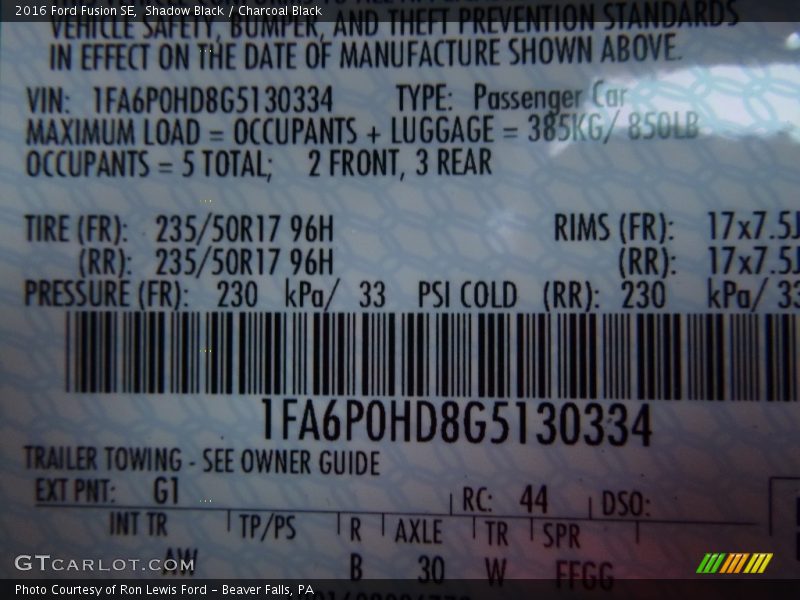 2016 Ford Fusion SE, Shadow Black / Charcoal Black
VEHICLE SAFETY, BUMPER, AND THEFT PREVENTION STANDARDS
IN EFFECT ON THE DATE OF MANUFACTURE SHOWN ABOVE.
VIN: 1FA6P0HD8G5130334 TYPE: Passenger Car
MAXIMUM LOAD = OCCUPANTS + LUGGAGE = 385KG/ 850LB
OCCUPANTS = 5 TOTAL; 2 FRONT, 3 REAR
TIRE (FR): 235/50R17 96H RIMS (FR): 17x7.5J
(RR): 235/50R17 96H (RR): 17x7.5J
PRESSURE (FR): 230 kPa/ 33 PSI COLD (RR): 230 kPa/ 33
1FA6P0HD8G5130334
TRAILER TOWING - SEE OWNER GUIDE
EXT PNT: G1 RC: 44 DSO:
INT TR TP/PS R AXLE TR SPR
AW B 30 W FFGG
GTCARLOT.COM
Photo Courtesy of Ron Lewis Ford - Beaver Falls, PA